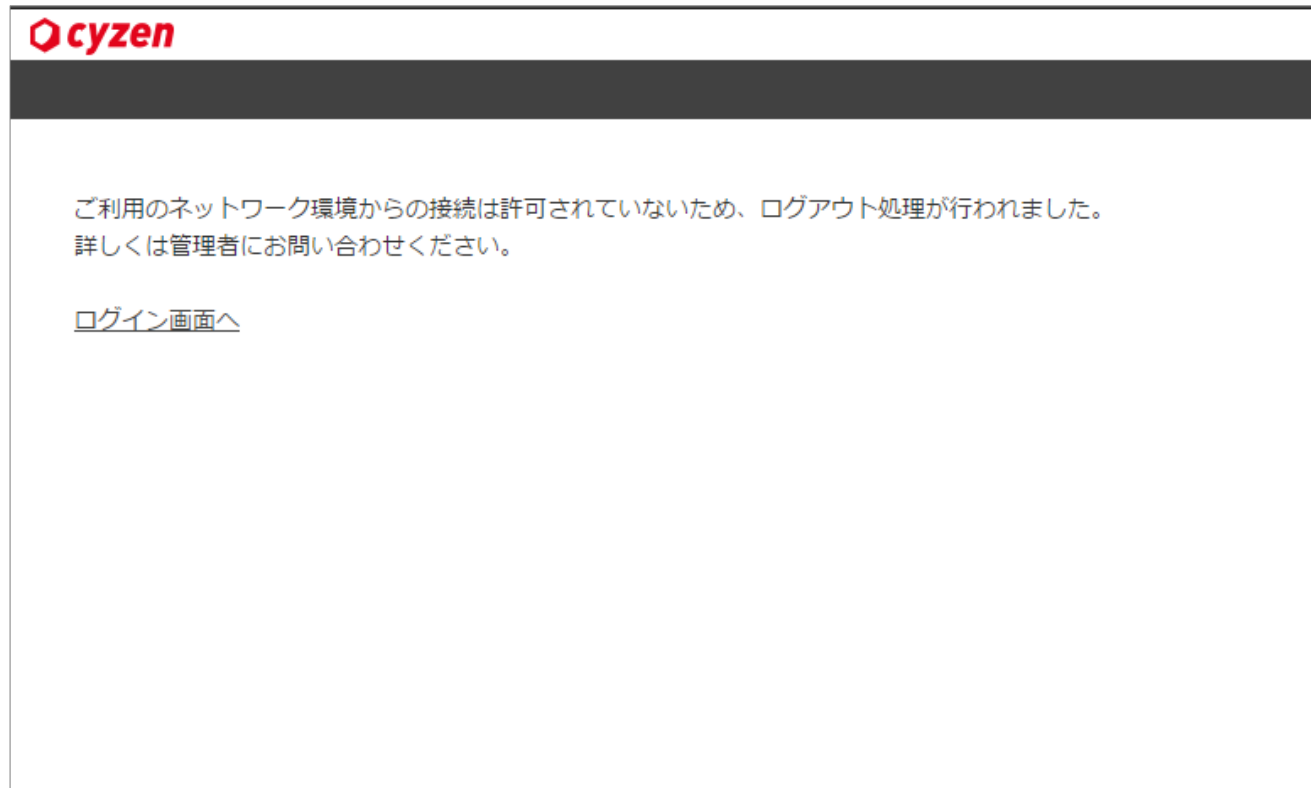 cyzen
ご利用のネットワーク環境からの接続は許可されていないため、ログアウト処理が行われました。
詳しくは管理者にお問い合わせください。
ログイン画面へ